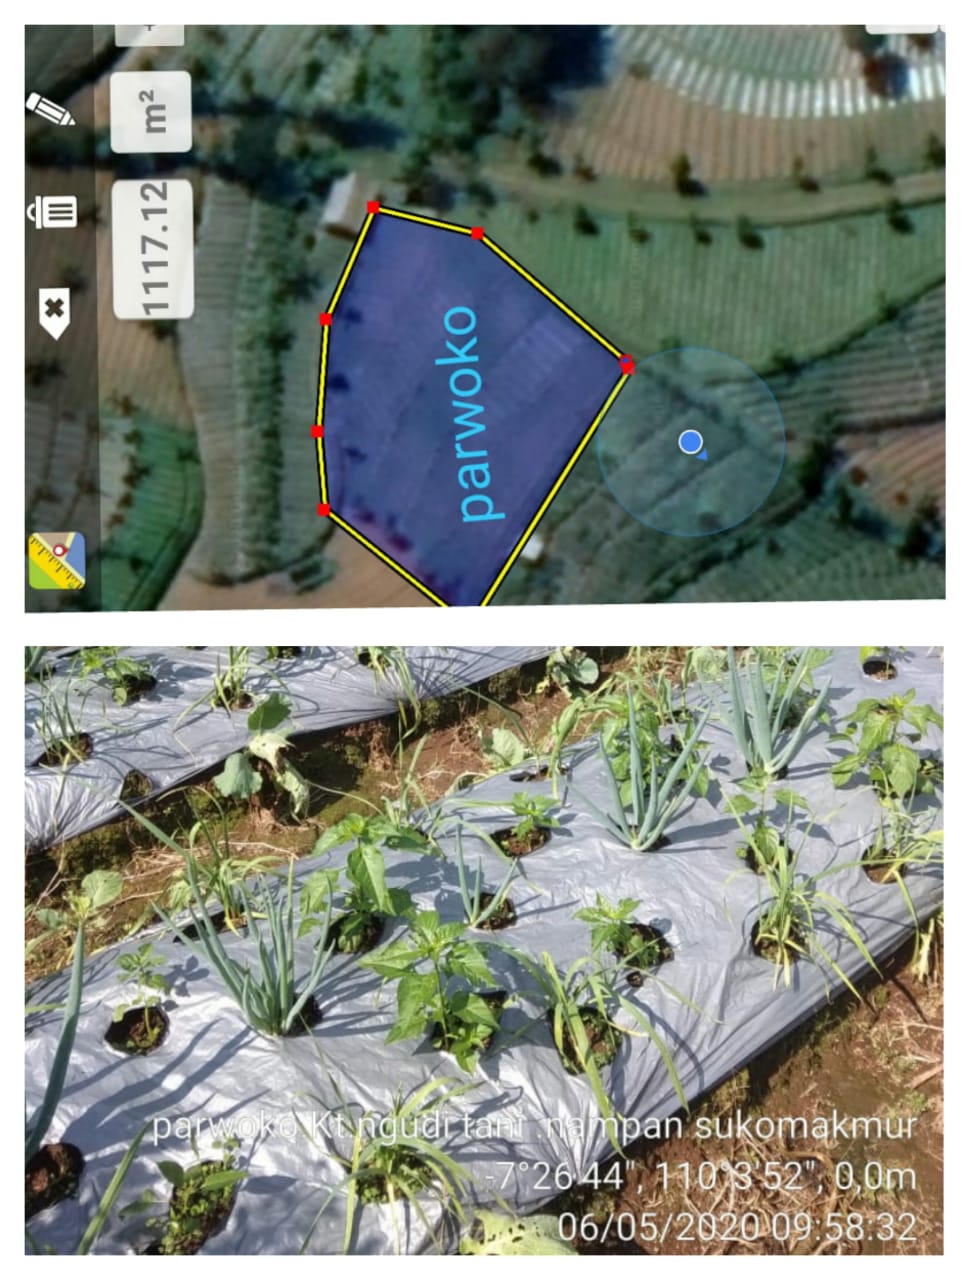 m²
1117.12
parwoko
parwoko Kt ngudi tani .nampan sukomakmur
-7°26'44", 110°3'52", 0,0m
06/05/2020 09:58:32